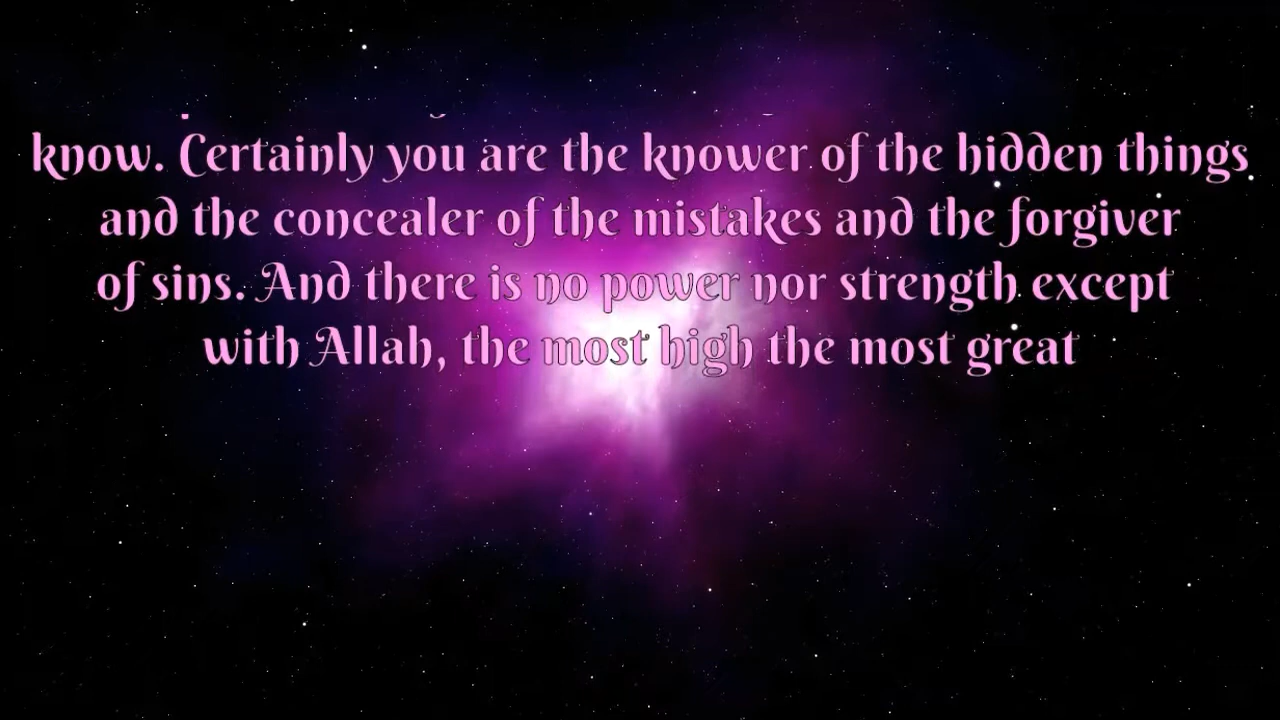 know. Certainly you are the knower of the hidden things
and the concealer of the mistakes and the forgiver
of sins. And there is no power nor strength except
with Allah, the most high the most great